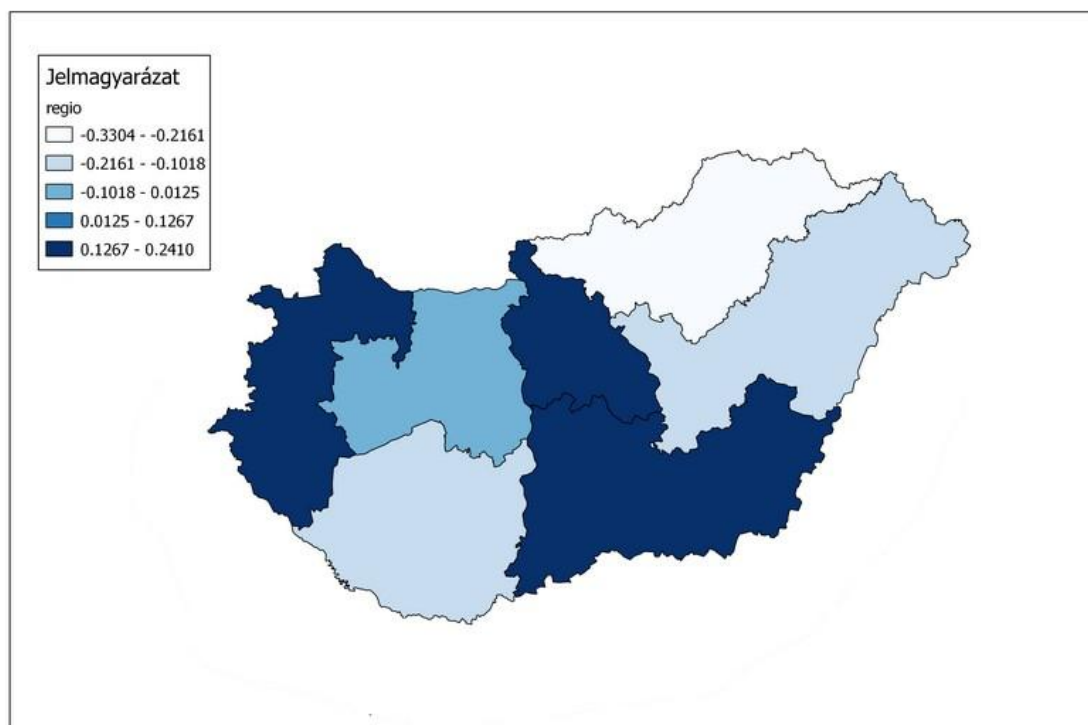 Jelmagyarázat
regio
-0.3304 - -0.2161
-0.2161 - -0.1018
-0.1018 - 0.0125
0.0125 - 0.1267
0.1267 - 0.2410